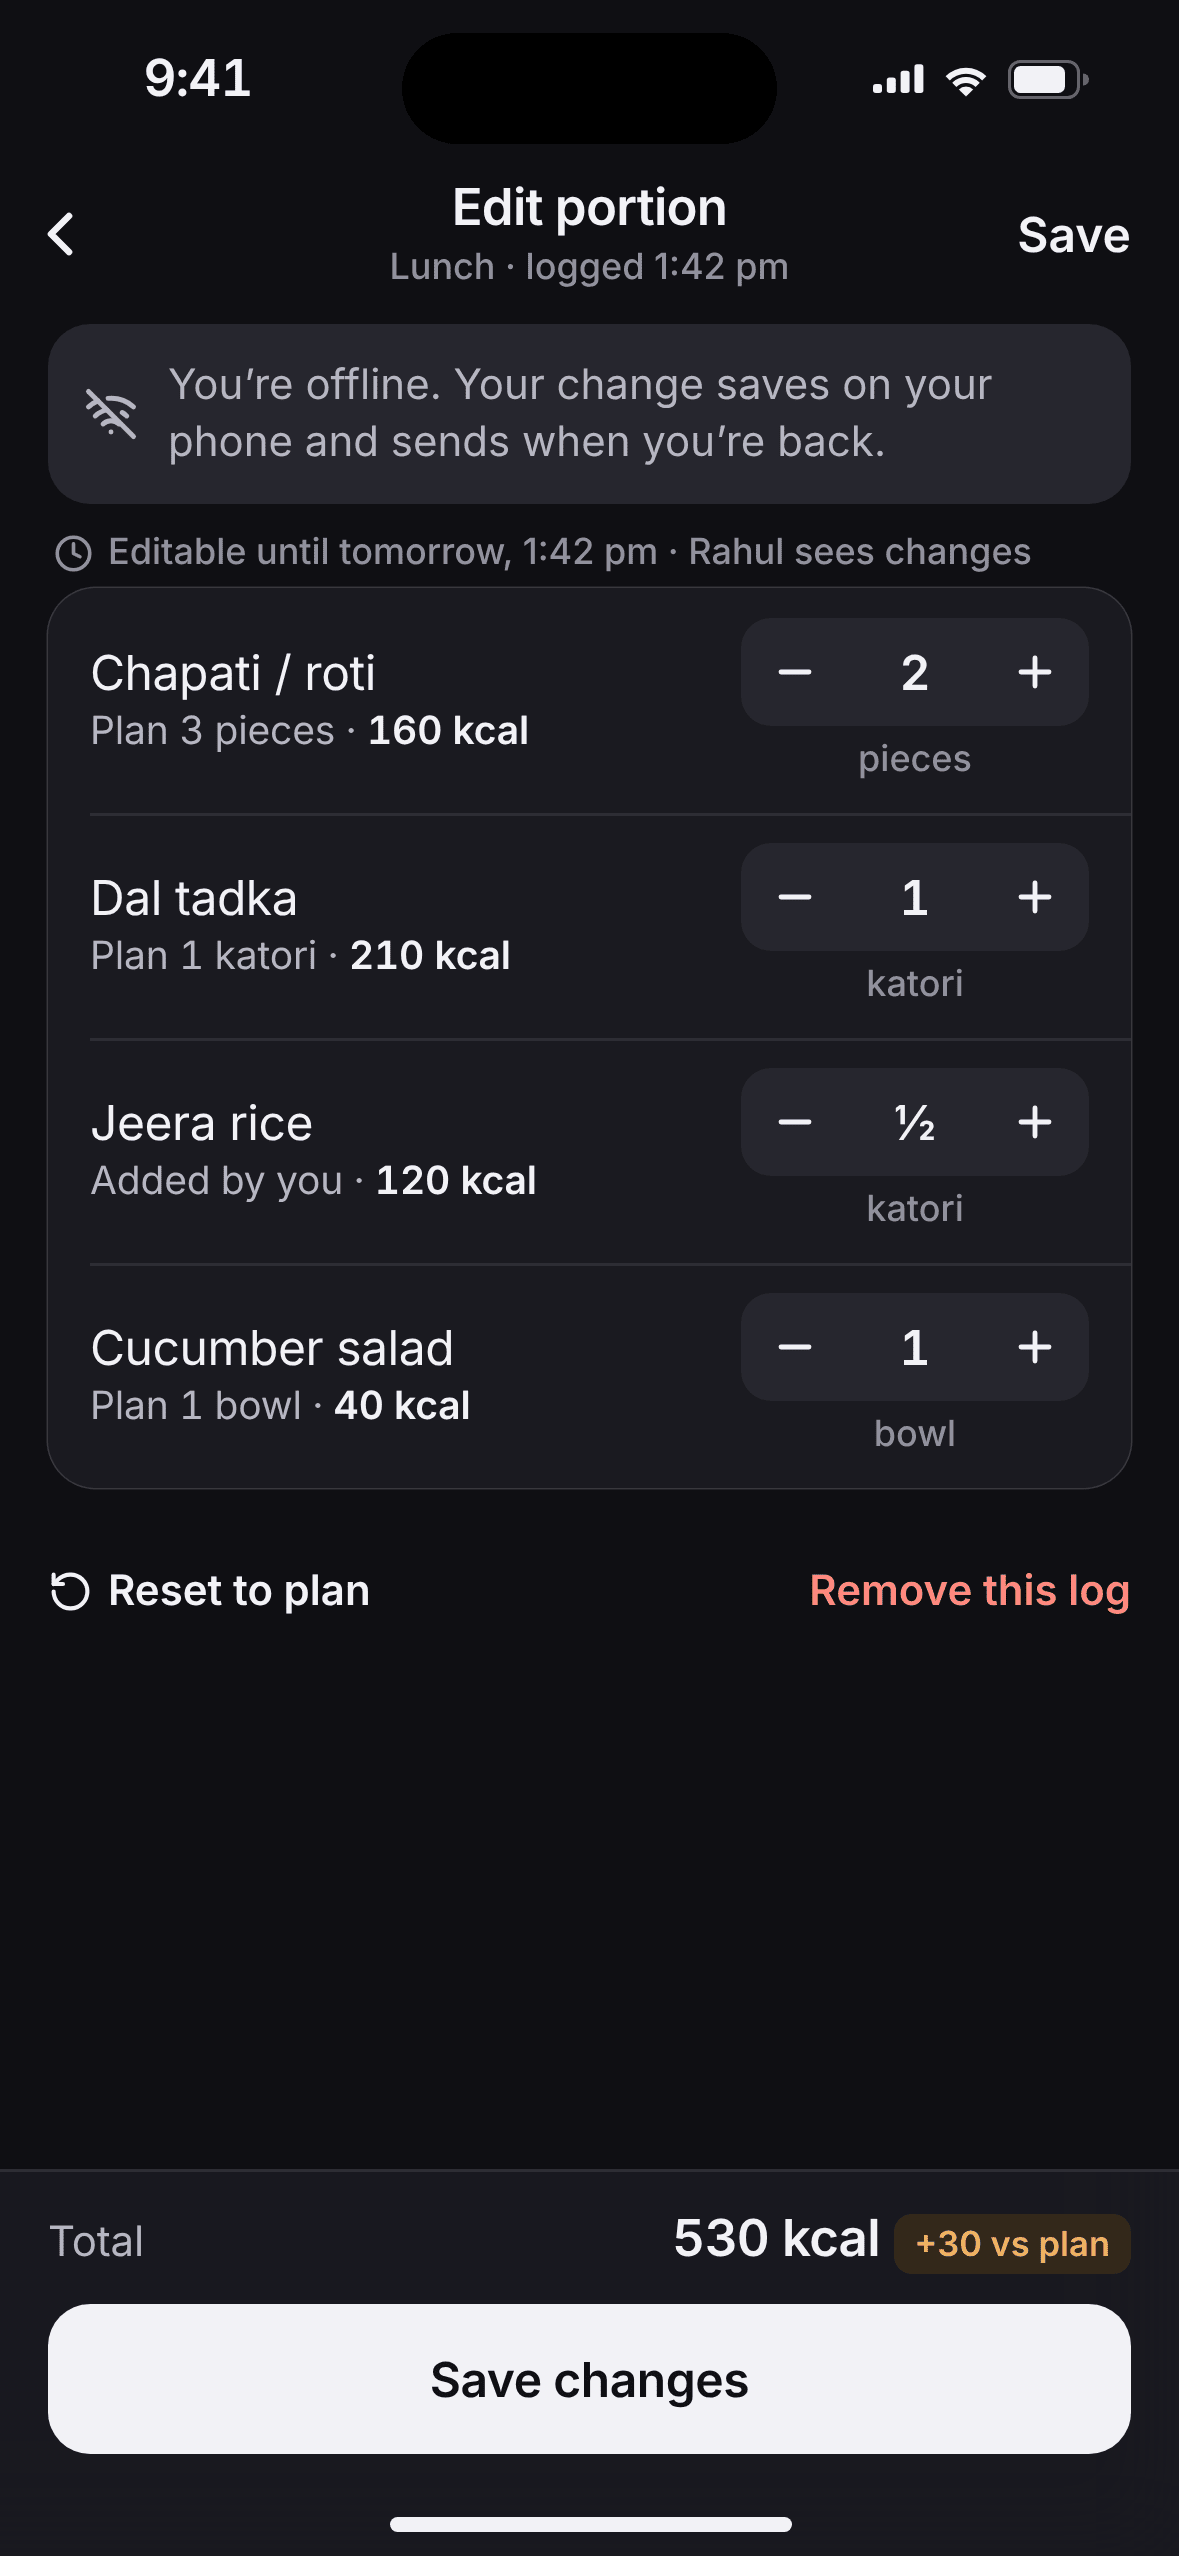 9:41
Edit portion
Save
Lunch · logged 1:42 pm
You’re offline. Your change saves on your
phone and sends when you’re back.
Editable until tomorrow, 1:42 pm · Rahul sees changes
Chapati / roti
Plan 3 pieces · 160 kcal
− 2 +
pieces
Dal tadka
Plan 1 katori · 210 kcal
− 1 +
katori
Jeera rice
Added by you · 120 kcal
− ½ +
katori
Cucumber salad
Plan 1 bowl · 40 kcal
− 1 +
bowl
Reset to plan
Remove this log
Total
530 kcal
+30 vs plan
Save changes